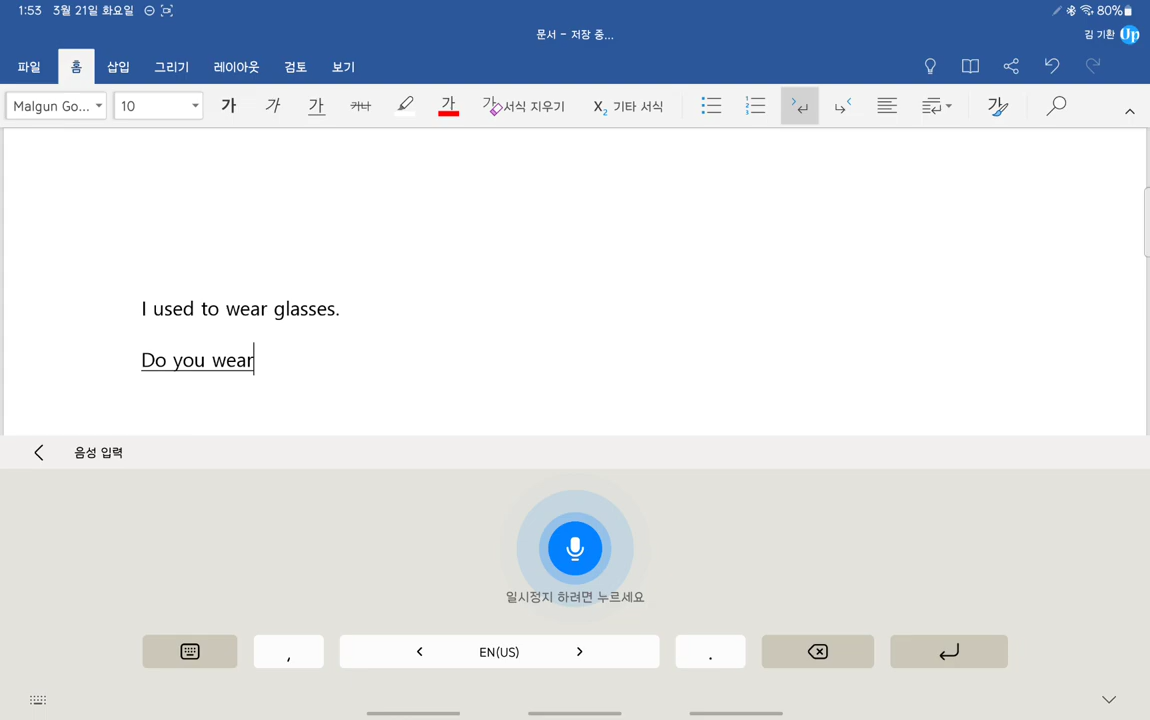 1:53 3월 21일 화요일
80%
문서 – 저장 중...
김 기환 Up
파일 홈 삽입 그리기 레이아웃 검토 보기
Malgun Go... 10 가 가 가 가나 가 가 서식 지우기 X2 기타 서식 가
I used to wear glasses.
Do you wear
음성 입력
일시정지 하려면 누르세요
, < EN(US) > .